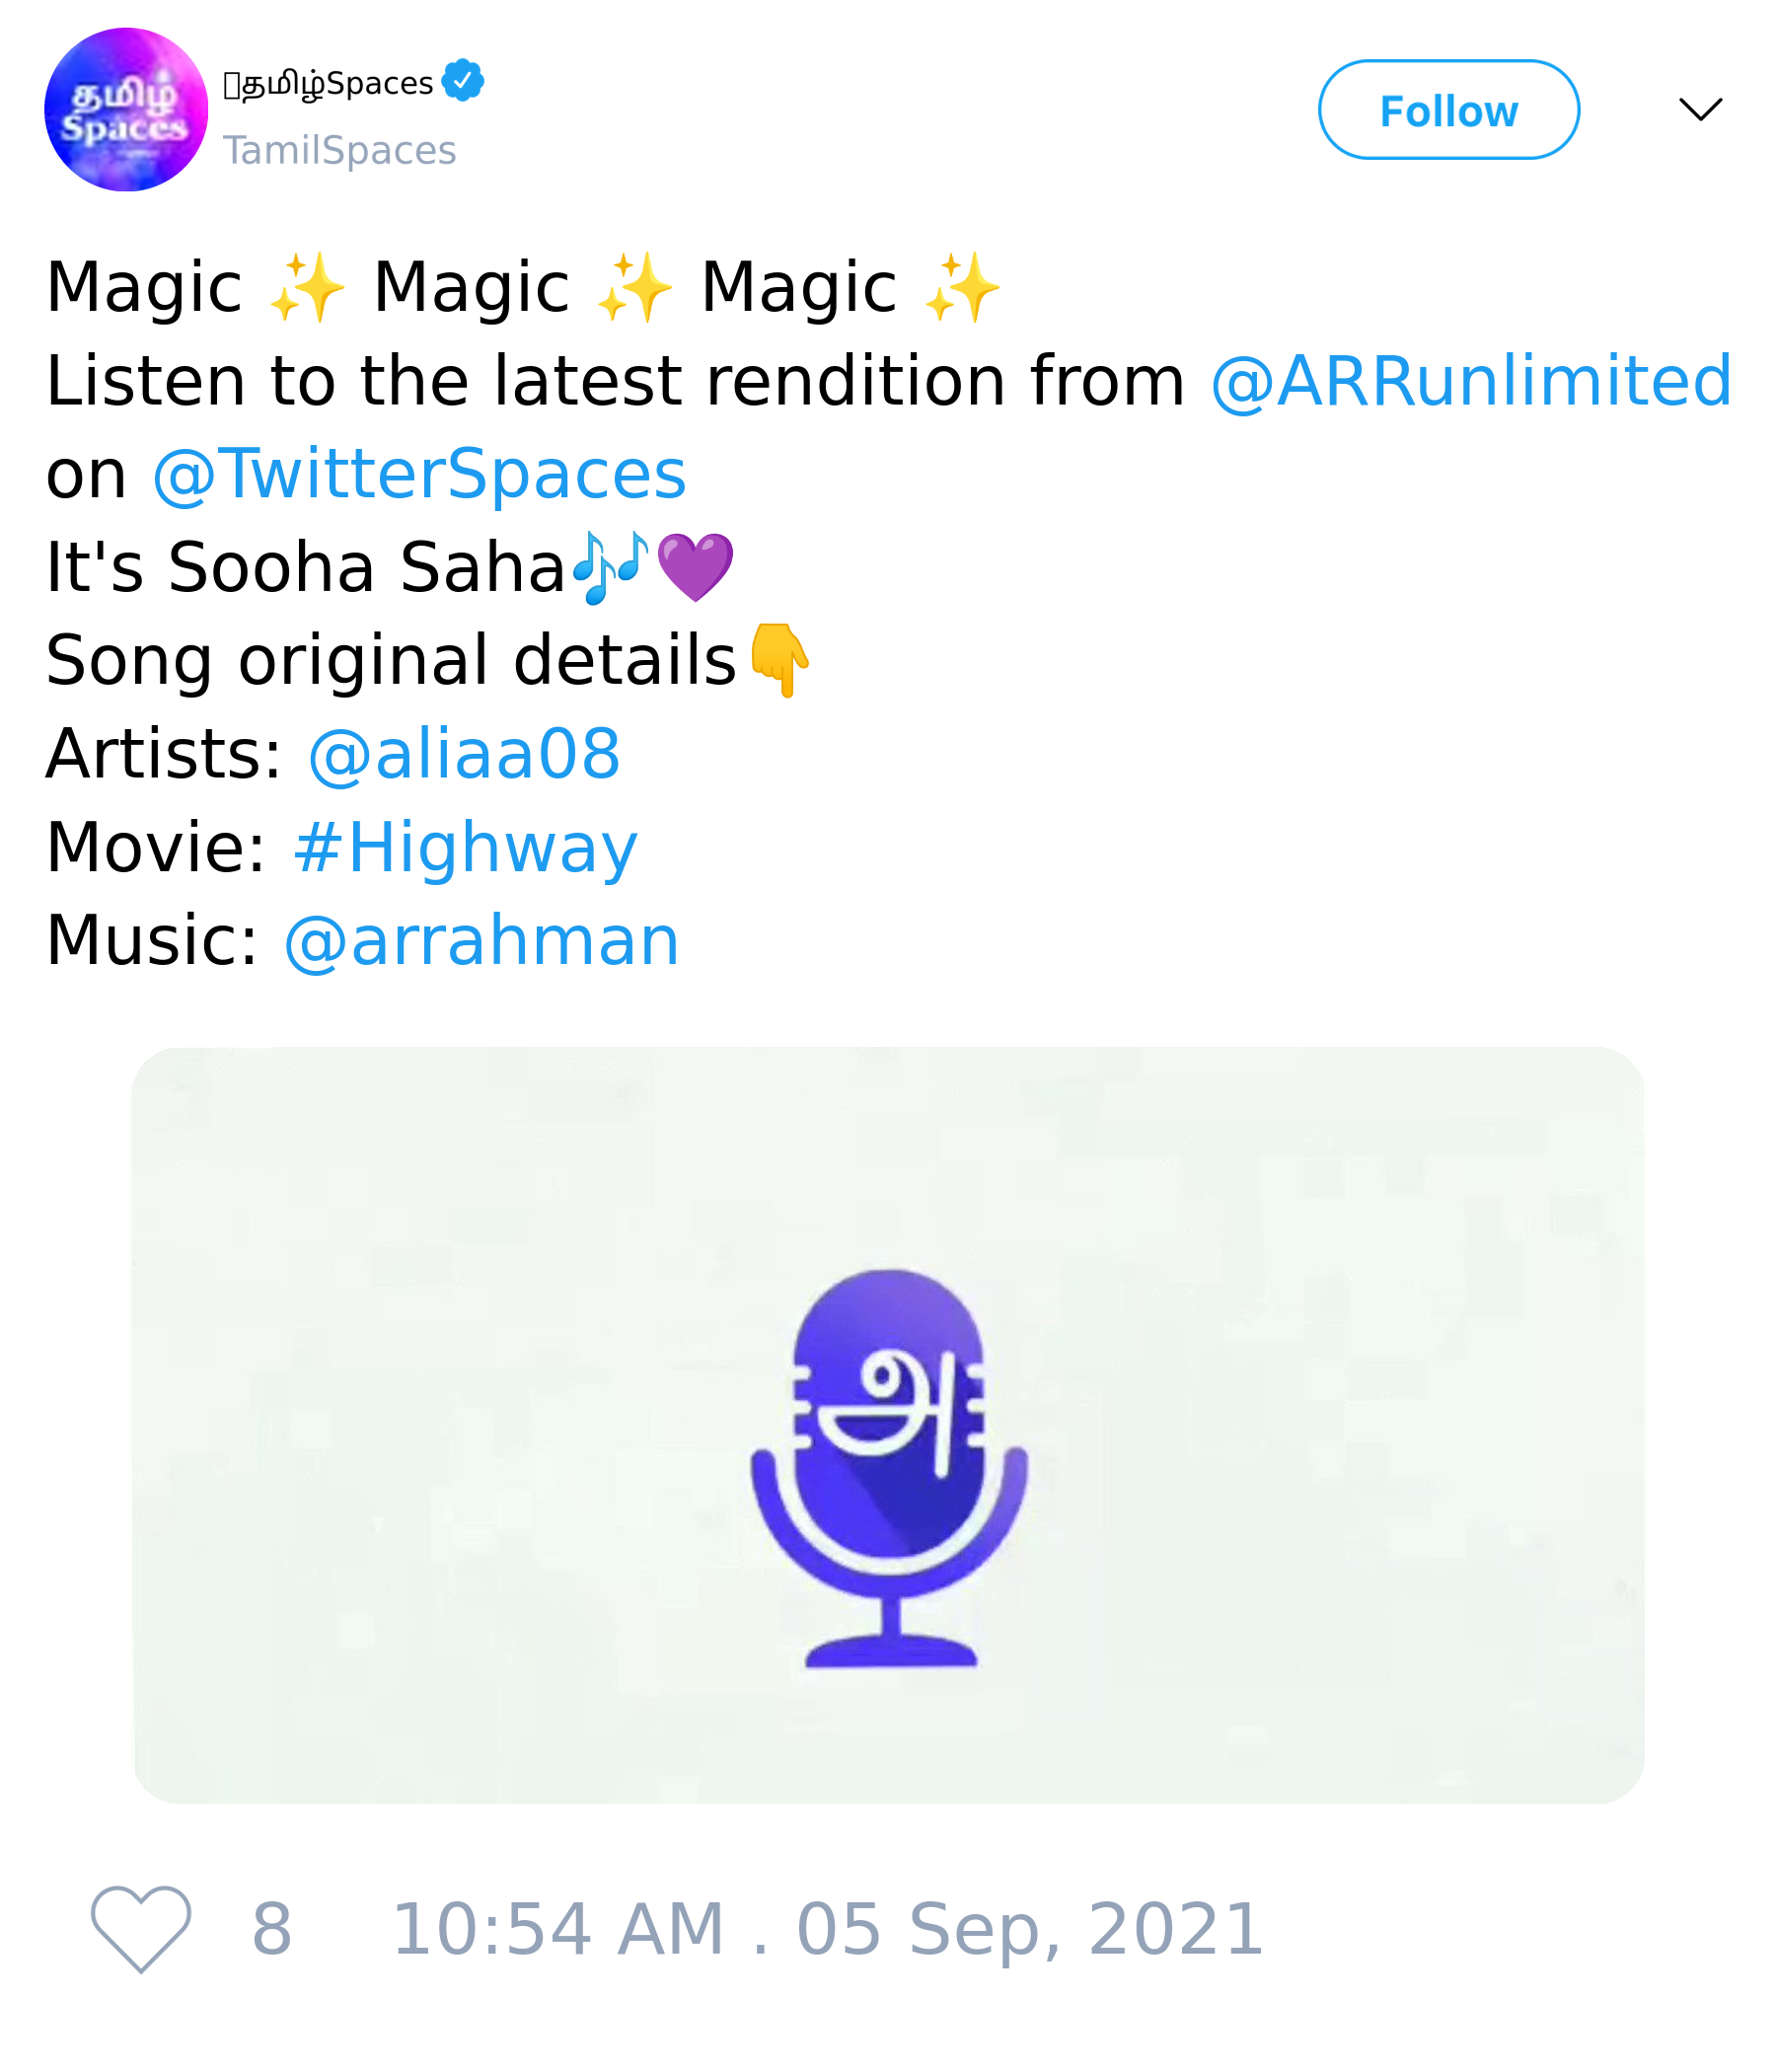 தமிழ்
Spaces
தமிழ்Spaces
TamilSpaces
Follow
Magic ✨ Magic ✨ Magic ✨
Listen to the latest rendition from @ARRunlimited
on @TwitterSpaces
It's Sooha Saha🎶💜
Song original details👇
Artists: @aliaa08
Movie: #Highway
Music: @arrahman
அ
8 10:54 AM . 05 Sep, 2021